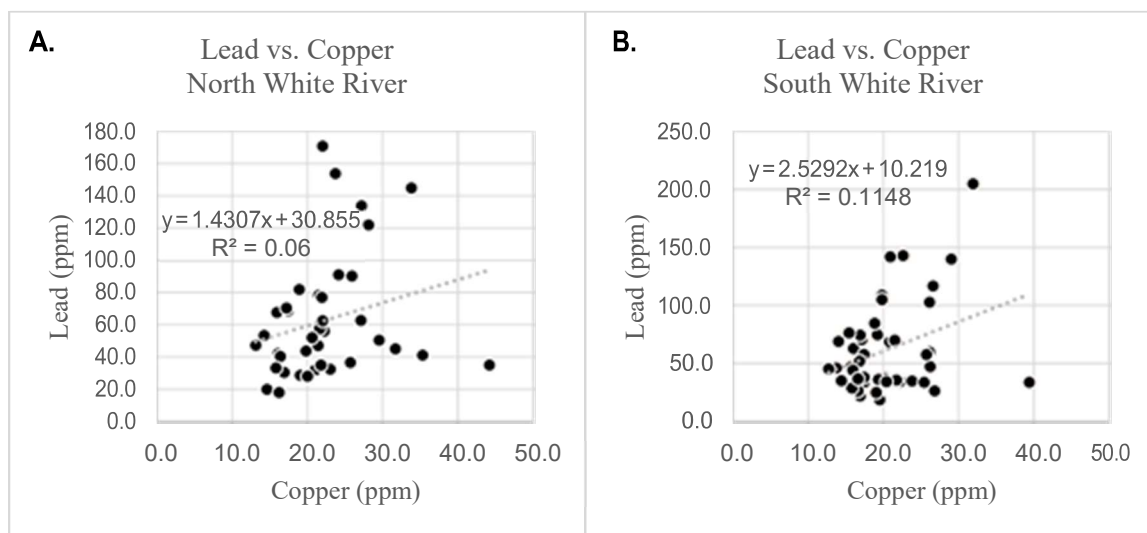 A.
Lead vs. Copper
North White River
180.0
160.0
140.0
120.0
100.0
80.0
60.0
40.0
20.0
0.0
Lead (ppm)
y=1.4307x+30.855
R² = 0.06
0.0 10.0 20.0 30.0 40.0 50.0
Copper (ppm)
B.
Lead vs. Copper
South White River
250.0
200.0
150.0
100.0
50.0
0.0
Lead (ppm)
y=2.5292x+10.219
R² = 0.1148
0.0 10.0 20.0 30.0 40.0 50.0
Copper (ppm)